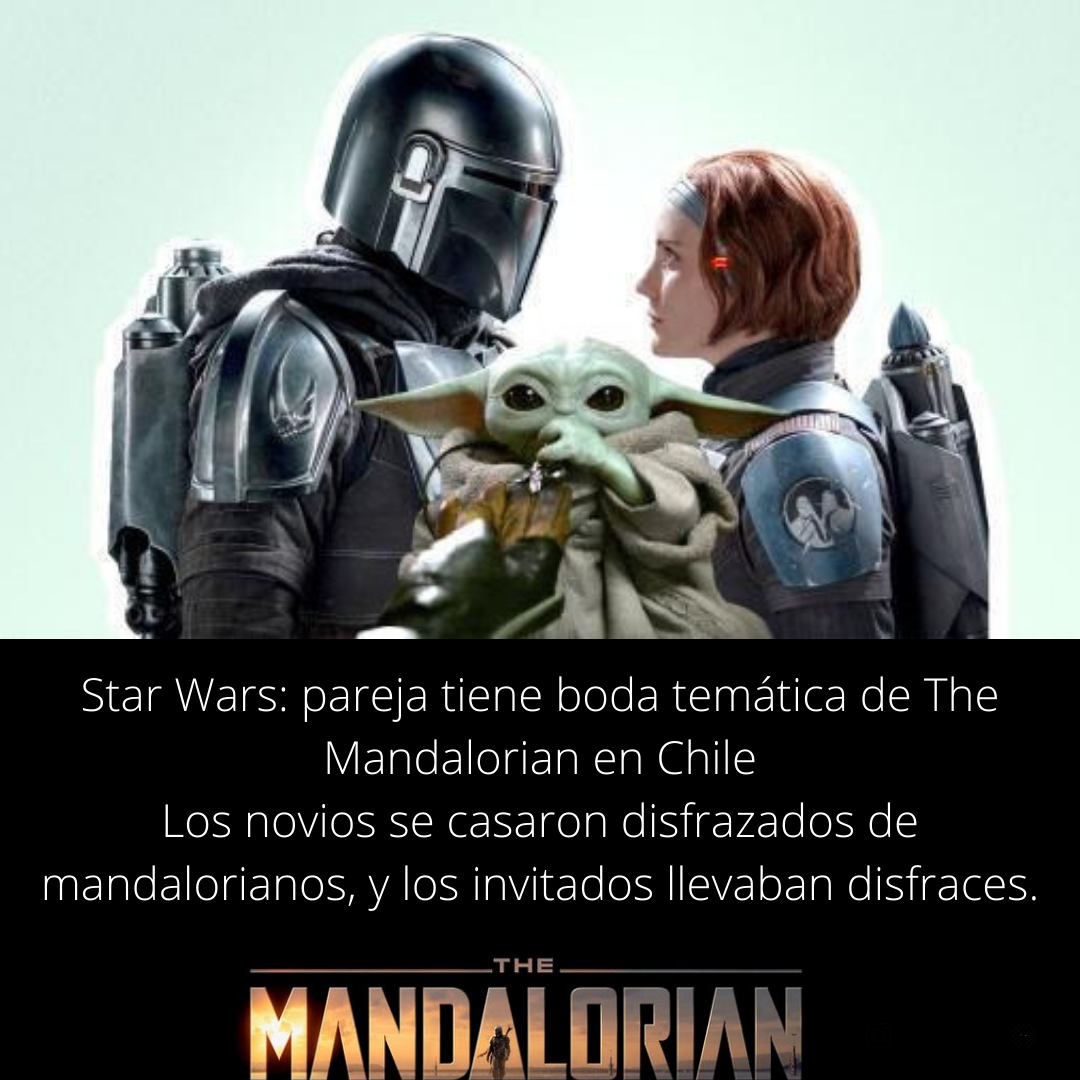 Star Wars: pareja tiene boda temática de The
Mandalorian en Chile
Los novios se casaron disfrazados de
mandalorianos, y los invitados llevaban disfraces.
THE
MANDALORIAN